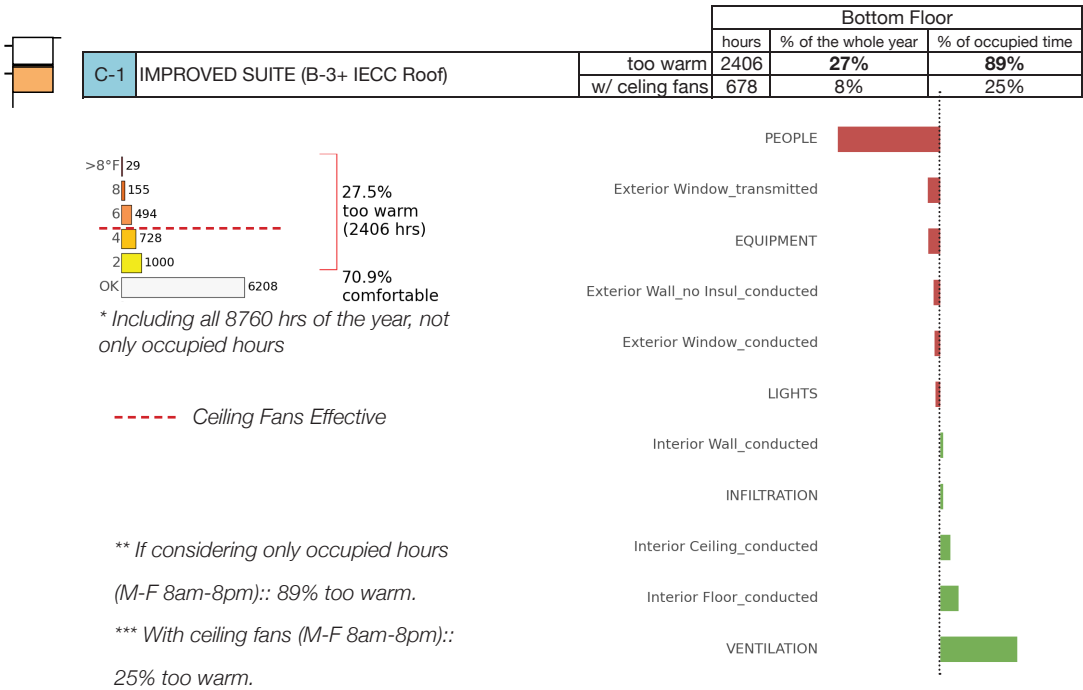 Bottom Floor
hours % of the whole year % of occupied time
C-1 IMPROVED SUITE (B-3+ IECC Roof) too warm 2406 27% 89%
w/ celing fans 678 8% 25%
>8°F 29
8 155
6 494
4 728
2 1000
OK 6208
27.5%
too warm
(2406 hrs)
70.9%
comfortable
* Including all 8760 hrs of the year, not
only occupied hours
Ceiling Fans Effective
** If considering only occupied hours
(M-F 8am-8pm):: 89% too warm.
*** With ceiling fans (M-F 8am-8pm)::
25% too warm.
PEOPLE
Exterior Window_transmitted
EQUIPMENT
Exterior Wall_no Insul_conducted
Exterior Window_conducted
LIGHTS
Interior Wall_conducted
INFILTRATION
Interior Ceiling_conducted
Interior Floor_conducted
VENTILATION